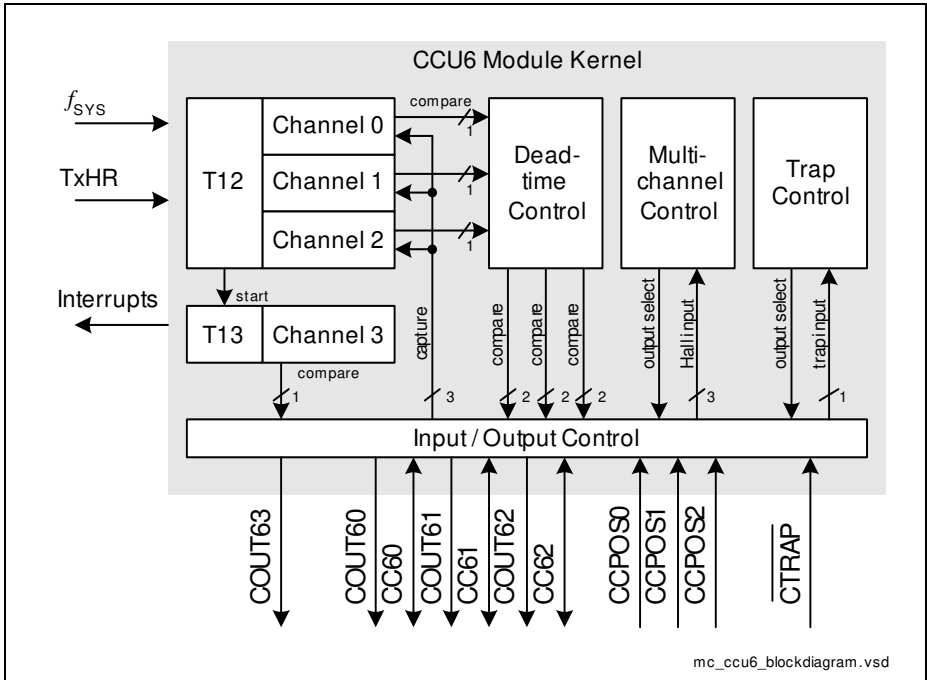 CCU6 Module Kernel
fSYS
TxHR
Interrupts
T12
Channel 0
Channel 1
Channel 2
compare
1
1
1
Dead-
time
Control
Multi-
channel
Control
Trap
Control
start
T13
Channel 3
compare
1
capture
3
compare
2
compare
2
compare
2
output select
Hall input
3
output select
trap input
1
Input / Output Control
COUT63
COUT60
CC60
COUT61
CC61
COUT62
CC62
CCPOS0
CCPOS1
CCPOS2
CTRAP
mc_ccu6_blockdiagram.vsd